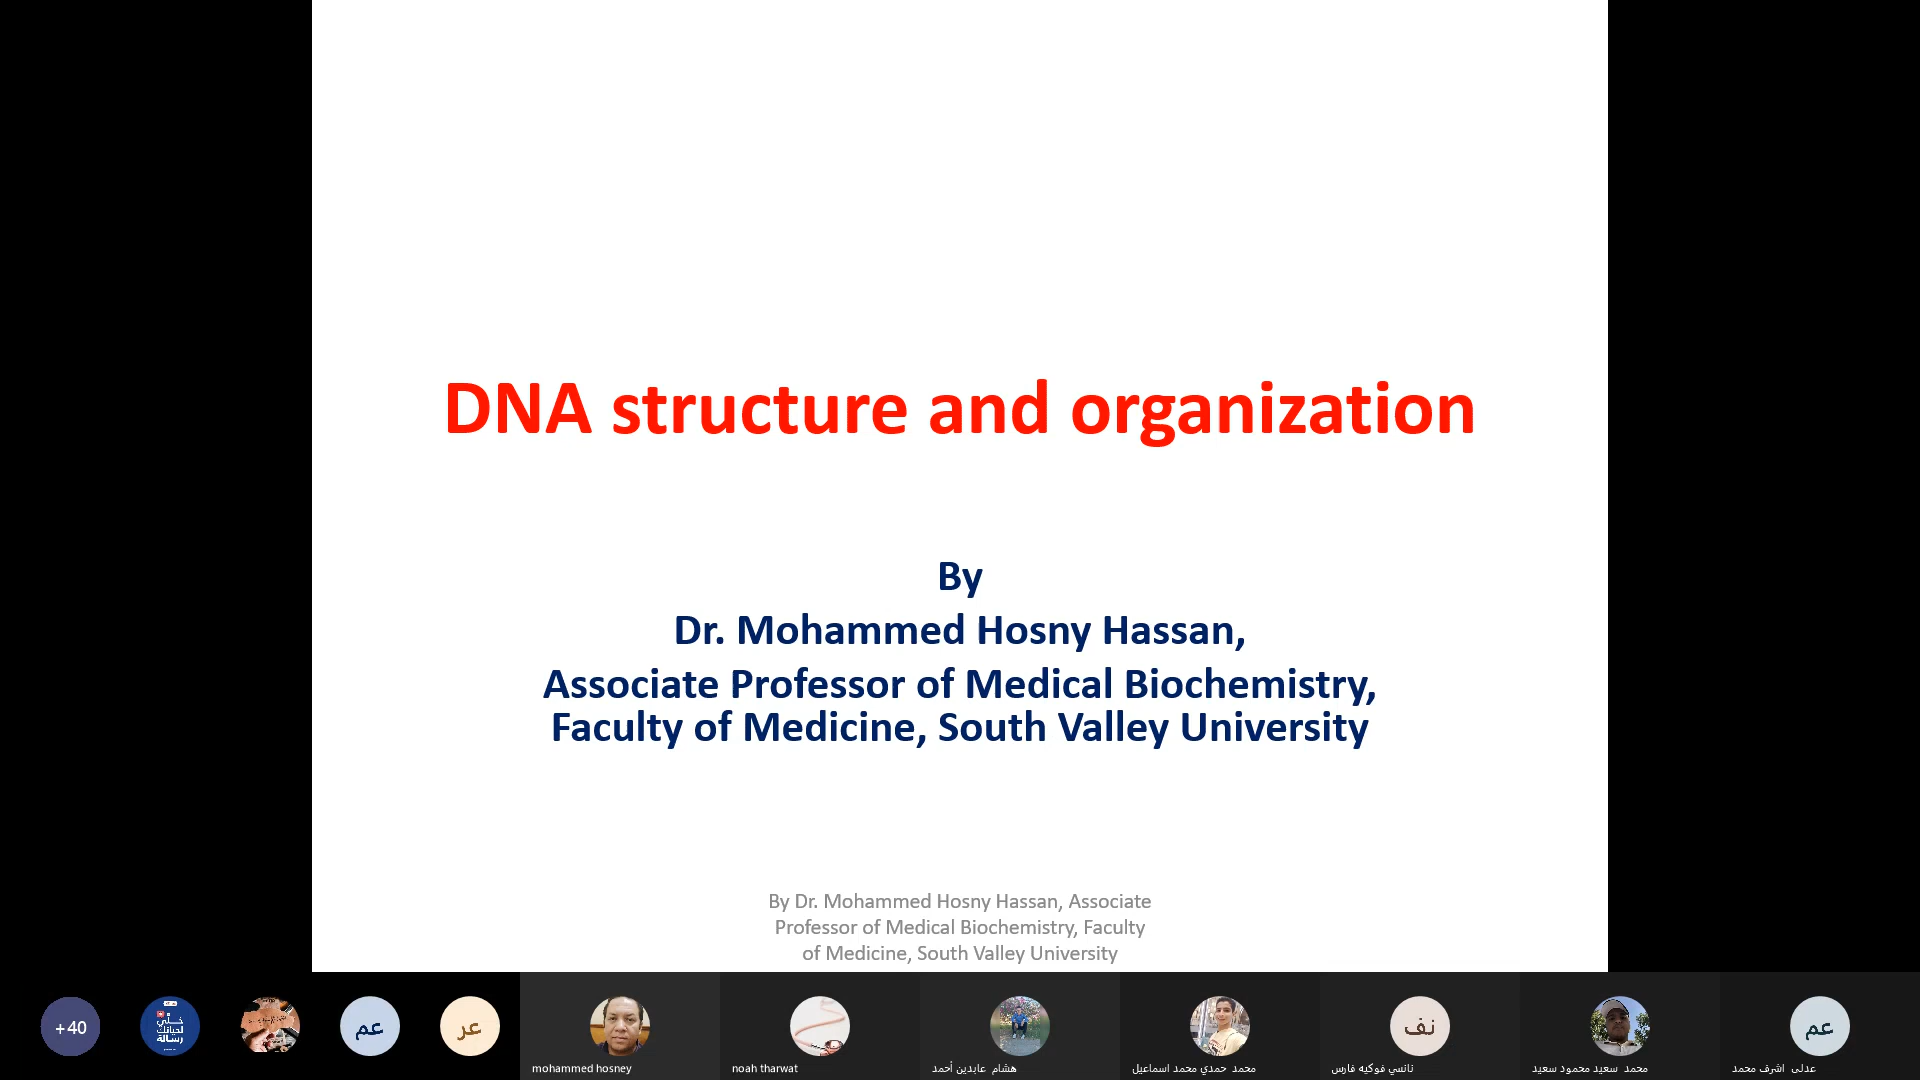 DNA structure and organization
By
Dr. Mohammed Hosny Hassan,
Associate Professor of Medical Biochemistry,
Faculty of Medicine, South Valley University
By Dr. Mohammed Hosny Hassan, Associate
Professor of Medical Biochemistry, Faculty
of Medicine, South Valley University
+40
خلي
لحياتك
رسالة
عم
عر
نف
عم
mohammed hosney
noah tharwat
هشام عابدين أحمد
محمد حمدي محمد اسماعيل
نانسي فوكيه فارس
محمد سعيد محمود سعيد
عدلى اشرف محمد